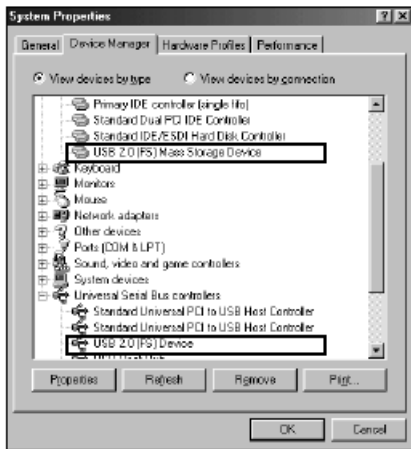 System Properties
General Device Manager Hardware Profiles Performance
View devices by type View devices by connection
Primary IDE controller (single fifo)
Standard Dual PCI IDE Controller
Standard IDE/ESDI Hard Disk Controller
USB 2.0 (FS) Mass Storage Device
Keyboard
Monitors
Mouse
Network adapters
Other devices
Ports (COM & LPT)
Sound, video and game controllers
System devices
Universal Serial Bus controllers
Standard Universal PCI to USB Host Controller
Standard Universal PCI to USB Host Controller
USB 2.0 (FS) Device
Properties Refresh Remove Print...
OK Cancel